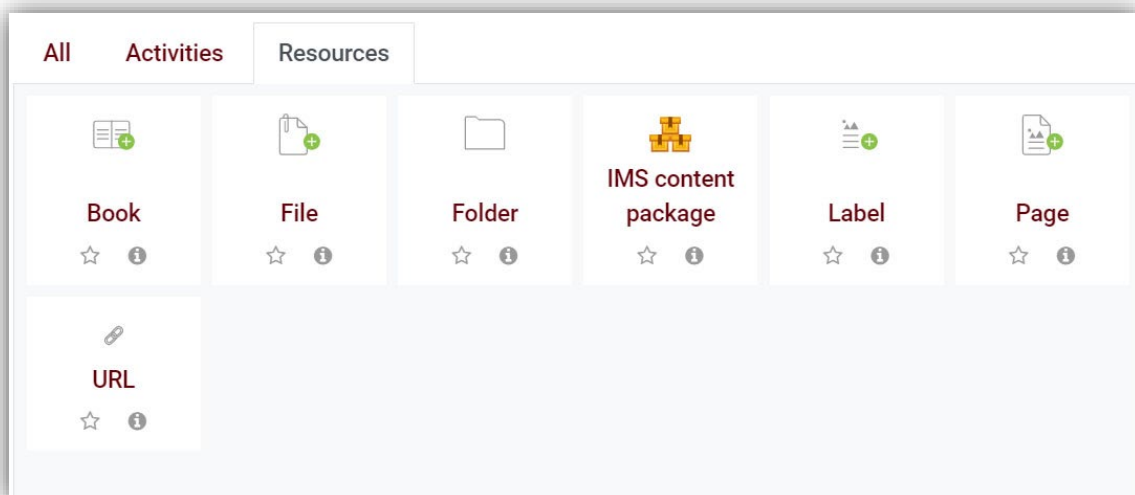 All Activities Resources
IMS content
Book File Folder package Label Page
URL